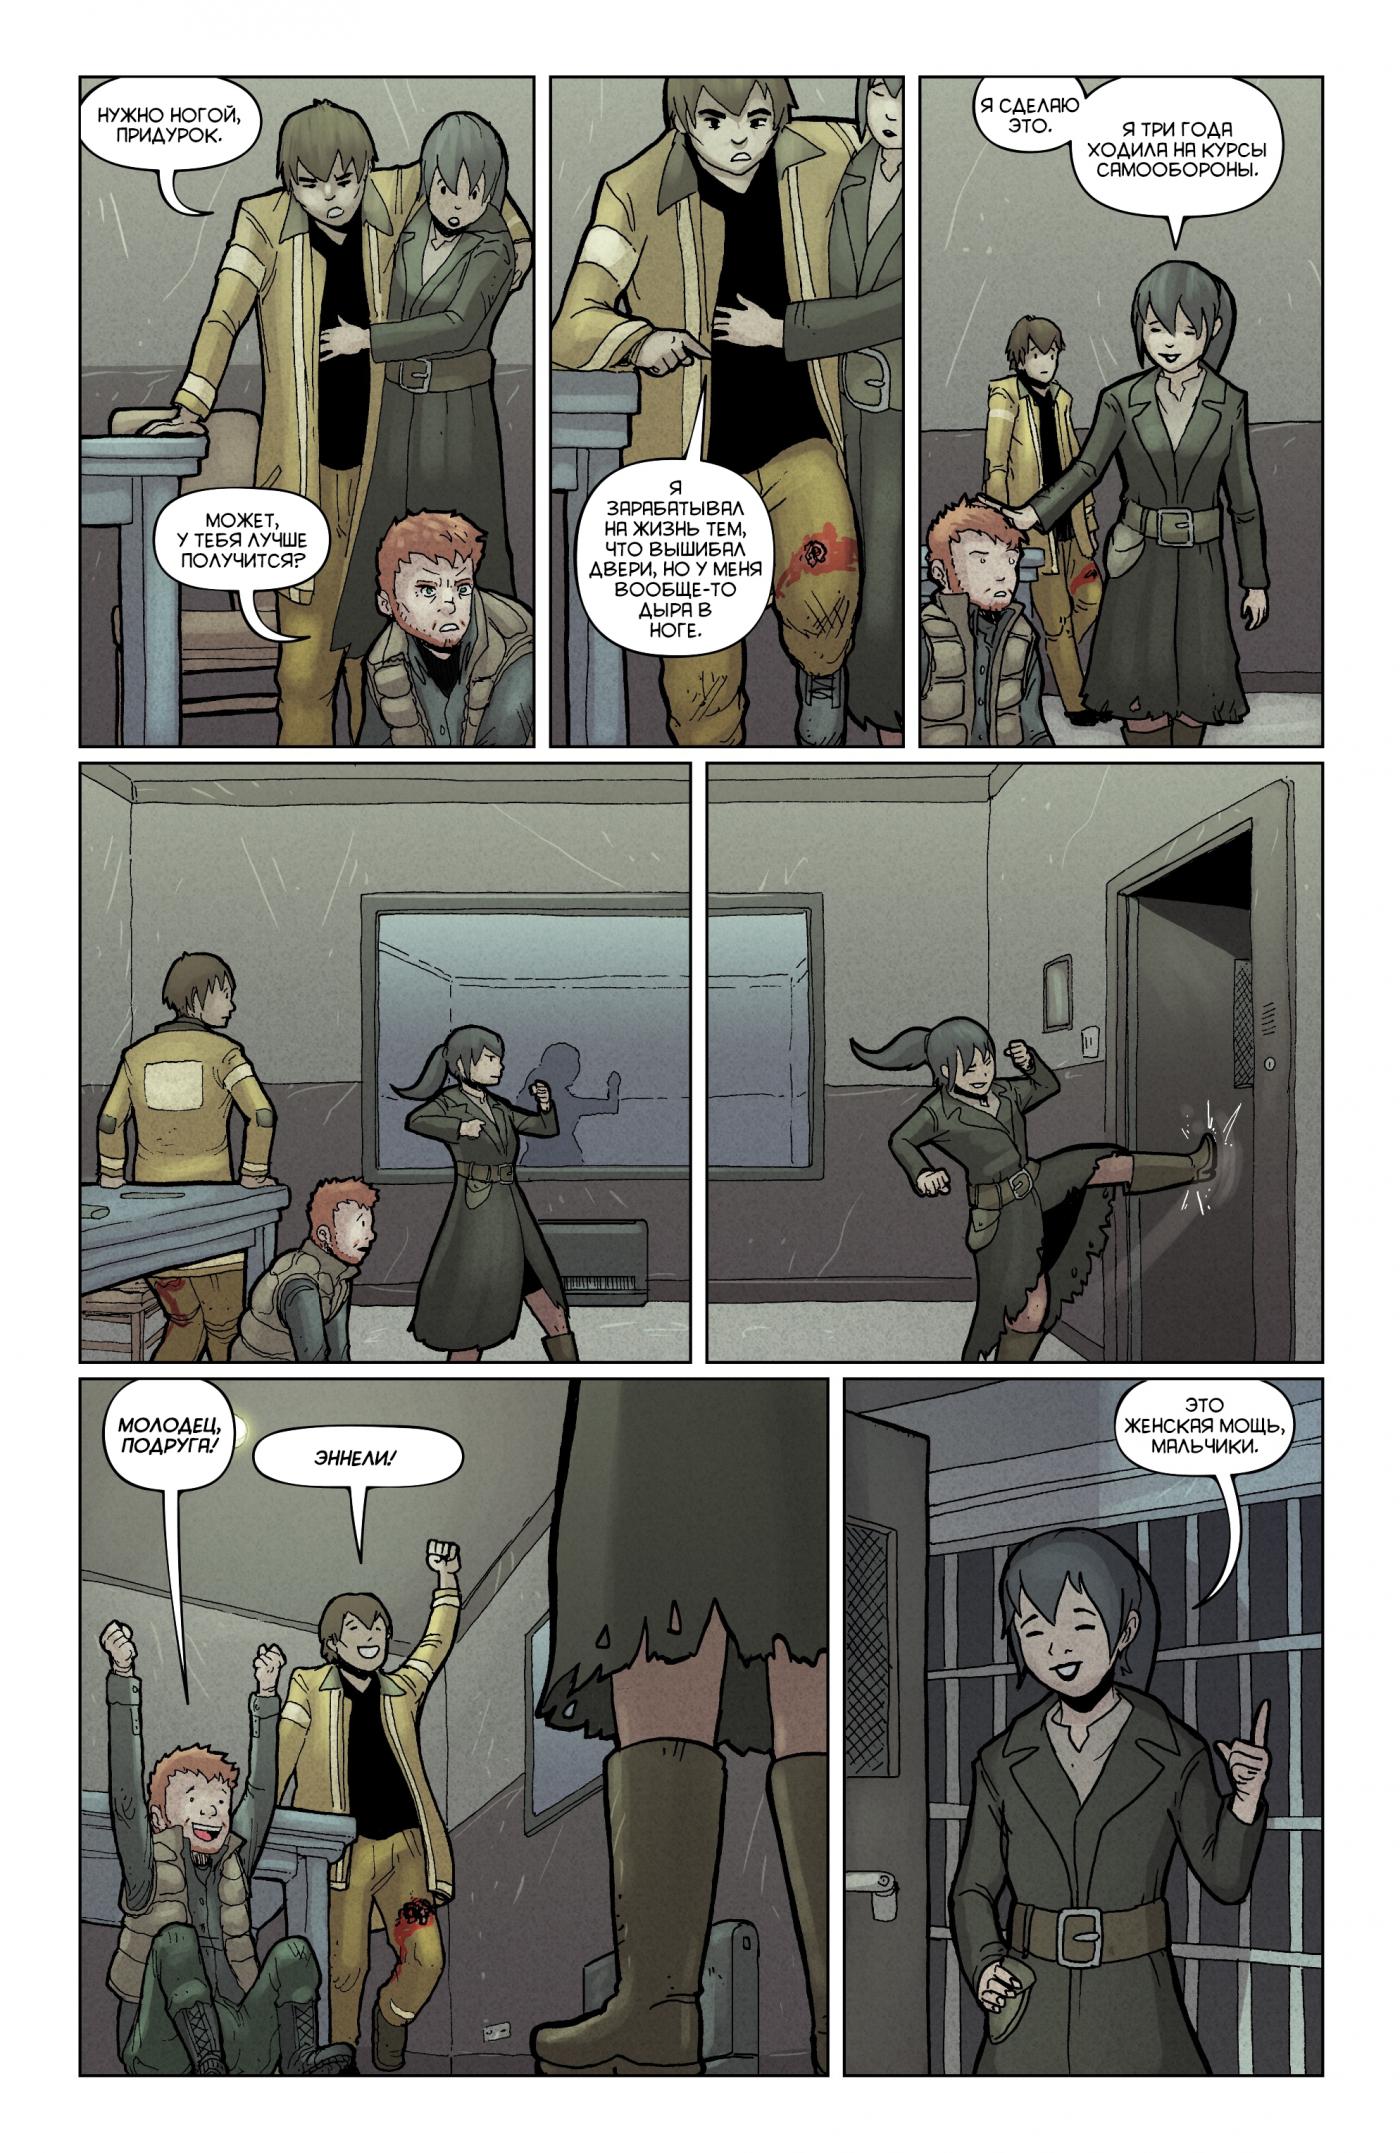 НУЖНО НОГОЙ,
ПРИДУРОК.
МОЖЕТ,
У ТЕБЯ ЛУЧШЕ
ПОЛУЧИТСЯ?
Я
ЗАРАБАТЫВАЛ
НА ЖИЗНЬ ТЕМ,
ЧТО ВЫШИБАЛ
ДВЕРИ, НО У МЕНЯ
ВООБЩЕ-ТО
ДЫРА В
НОГЕ.
Я СДЕЛАЮ
ЭТО.
Я ТРИ ГОДА
ХОДИЛА НА КУРСЫ
САМООБОРОНЫ.
МОЛОДЕЦ,
ПОДРУГА!
ЭННЕЛИ!
ЭТО
ЖЕНСКАЯ МОЩЬ,
МАЛЬЧИКИ.